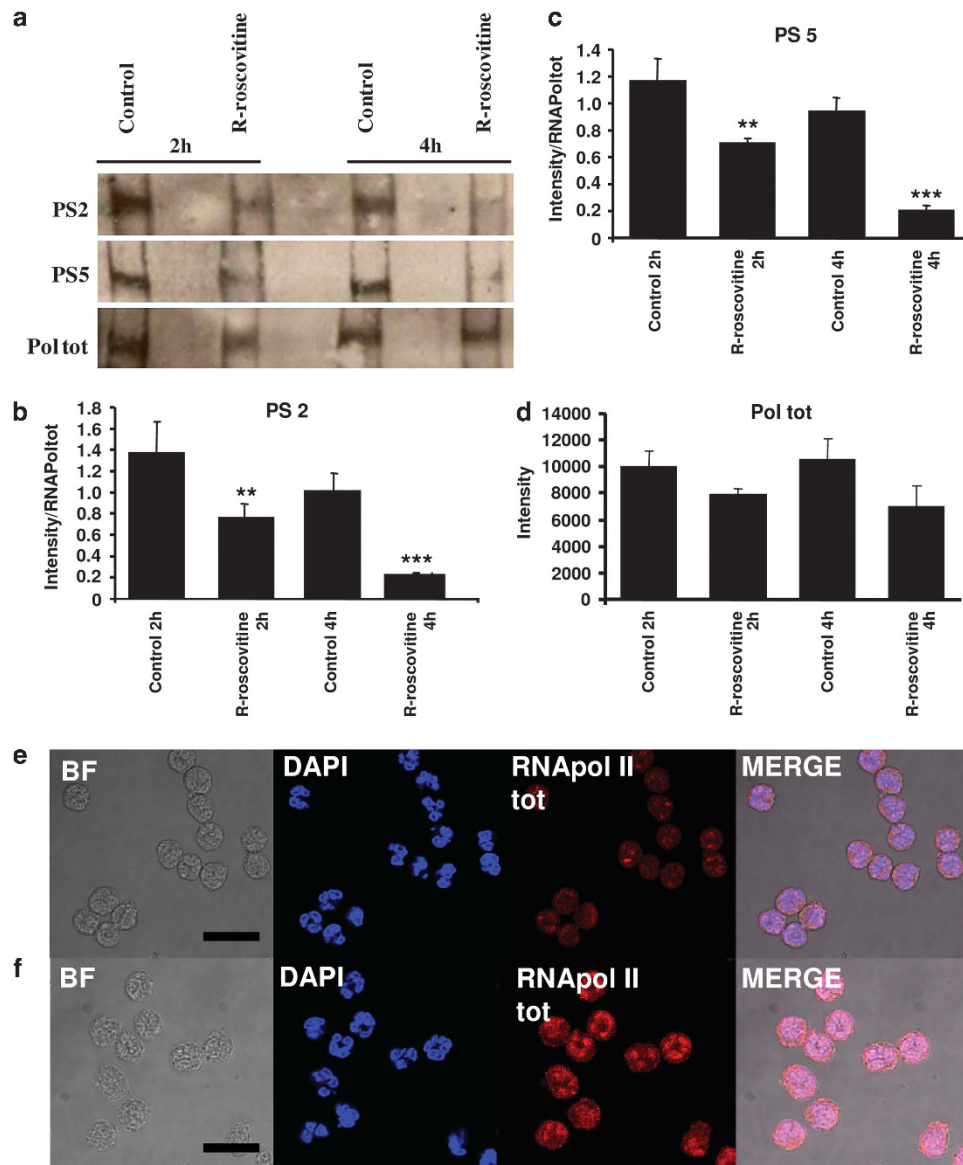 a
Control
R-roscovitine
Control
R-roscovitine
2h
4h
PS2
PS5
Pol tot
c
PS 5
Intensity/RNAPoltot
1.4
1.2
1.0
0.8
0.6
0.4
0.2
0
**
***
Control 2h
R-roscovitine
2h
Control 4h
R-roscovitine
4h
b
PS 2
Intensity/RNAPoltot
1.8
1.6
1.4
1.2
1.0
0.8
0.6
0.4
0.2
0
**
***
Control 2h
R-roscovitine
2h
Control 4h
R-roscovitine
4h
d
Pol tot
Intensity
14000
12000
10000
8000
6000
4000
2000
0
Control 2h
R-roscovitine
2h
Control 4h
R-roscovitine
4h
e
BF
DAPI
RNApol II
tot
MERGE
f
BF
DAPI
RNApol II
tot
MERGE